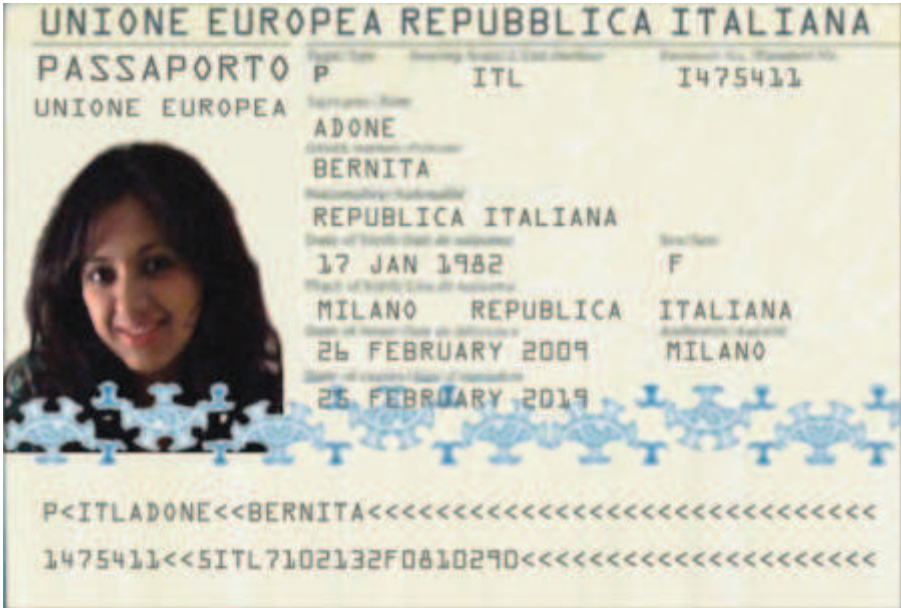 UNIONE EUROPEA REPUBBLICA ITALIANA
PASSAPORTO P ITL I475411
UNIONE EUROPEA
ADONE
BERNITA
REPUBLICA ITALIANA
17 JAN 1982 F
MILANO REPUBLICA ITALIANA
26 FEBRUARY 2009 MILANO
25 FEBRUARY 2019
P<ITLADONE<<BERNITA<<<<<<<<<<<<<<<<<<<<<<<<<<<<<<<
1475411<<5ITL7102132F0810290<<<<<<<<<<<<<<<<<<<<<